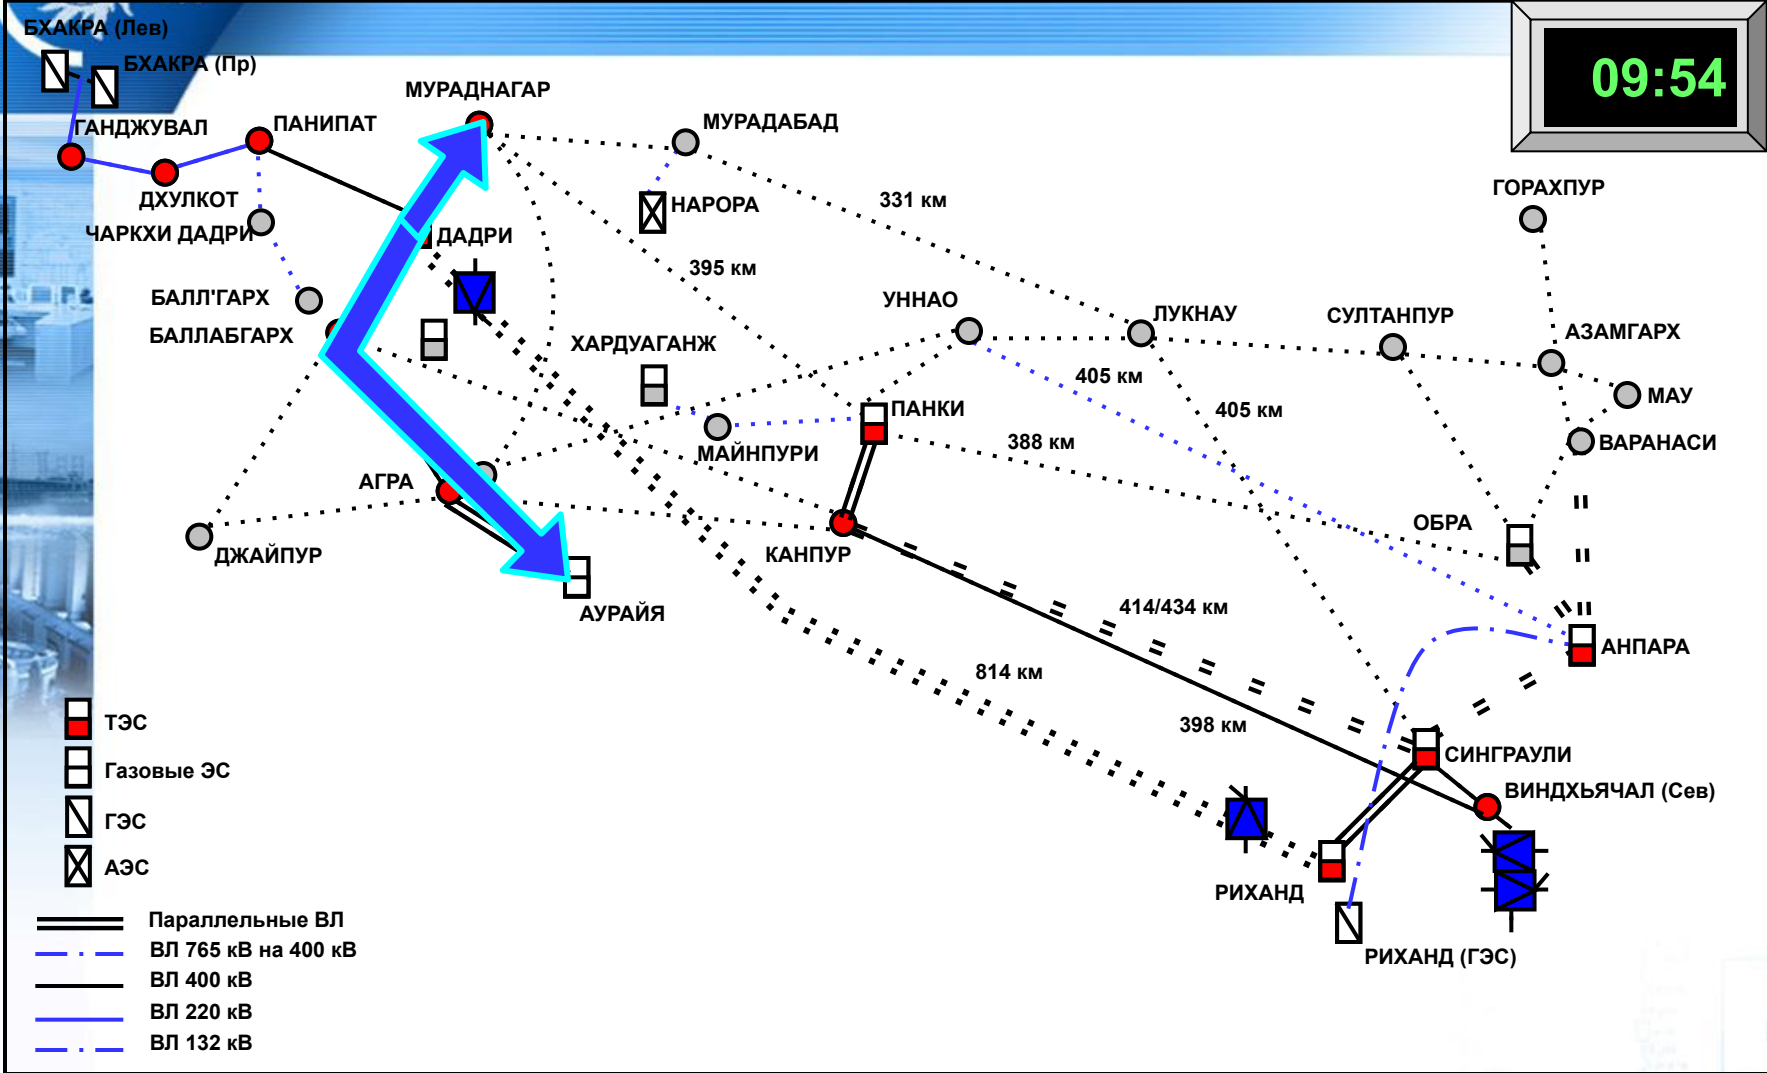 БХАКРА (Лев)
БХАКРА (Пр)
09:54
МУРАДНАГАР
ГАНДЖУВАЛ
ПАНИПАТ
МУРАДАБАД
ДХУЛКОТ
НАРОРА
331 км
ГОРАХПУР
ЧАРКХИ ДАДРИ
ДАДРИ
395 км
БАЛЛ'ГАРХ
УННАО
ЛУКНАУ
СУЛТАНПУР
АЗАМГАРХ
БАЛЛАБГАРХ
ХАРДУАГАНЖ
405 км
МАУ
ПАНКИ
405 км
МАЙНПУРИ
388 км
ВАРАНАСИ
АГРА
ОБРА
ДЖАЙПУР
КАНПУР
АУРАЙЯ
414/434 км
АНПАРА
814 км
398 км
ТЭС
СИНГРАУЛИ
Газовые ЭС
ВИНДХЬЯЧАЛ (Сев)
ГЭС
АЭС
РИХАНД
РИХАНД (ГЭС)
Параллельные ВЛ
ВЛ 765 кВ на 400 кВ
ВЛ 400 кВ
ВЛ 220 кВ
ВЛ 132 кВ